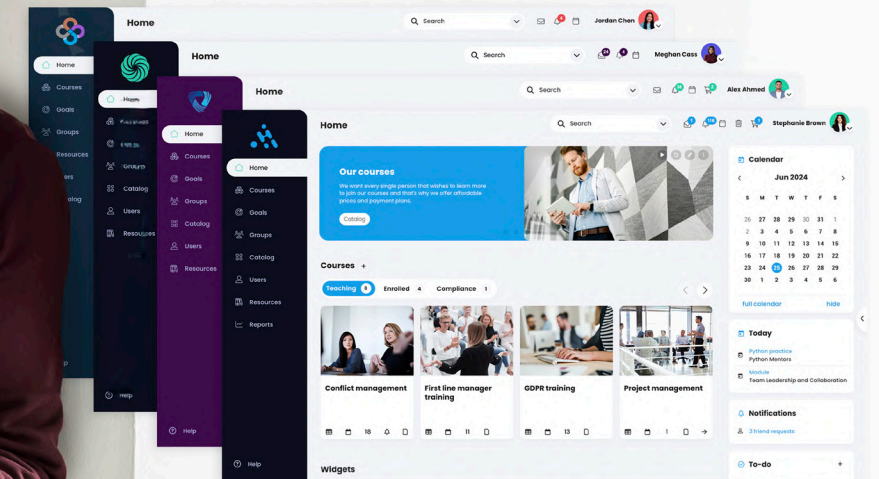 Home
Search
4
Jordan Chen
Home
Courses
Goals
Groups
Resources
Home
Search
24
4
Meghan Cass
Home
Groups
Catalog
Users
Resources
Help
Home
Search
Alex Ahmed
Home
Courses
Goals
Groups
Catalog
Users
Resources
Help
Home
Search
Stephanie Brown
Home
Courses
Goals
Groups
Catalog
Users
Resources
Reports
Help
Our courses
We want every single person that wishes to learn more
to join our courses and that's why we offer affordable
prices and payment plans.
Catalog
Courses +
Teaching 8 Enrolled 4 Compliance 1
Conflict management
18
First line manager
training
11
GDPR training
13
Project management
1
Widgets
Calendar
Jun 2024
S M T W T F S
26 27 28 29 30 31 1
2 3 4 5 6 7 8
9 10 11 12 13 14 15
16 17 18 19 20 21 22
23 24 25 26 27 28 29
30 1 2 3 4 5 6
full calendar hide
Today
Python practice
Python Mentors
Module
Team Leadership and Collaboration
Notifications
3 friend requests
To-do +